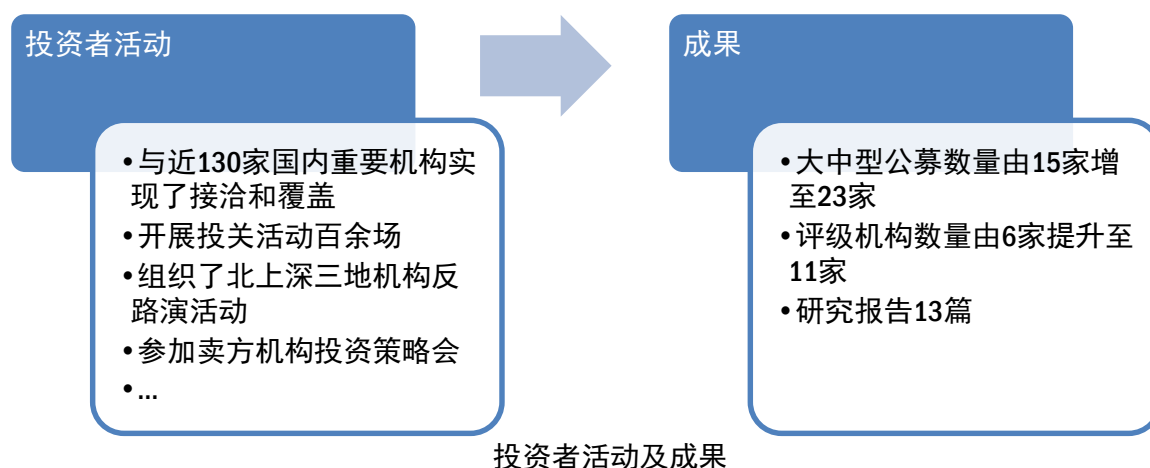 投资者活动
•与近130家国内重要机构实
现了接洽和覆盖
•开展投关活动百余场
•组织了北上深三地机构反
路演活动
•参加卖方机构投资策略会
•...
成果
•大中型公募数量由15家增
至23家
•评级机构数量由6家提升至
11家
•研究报告13篇
投资者活动及成果